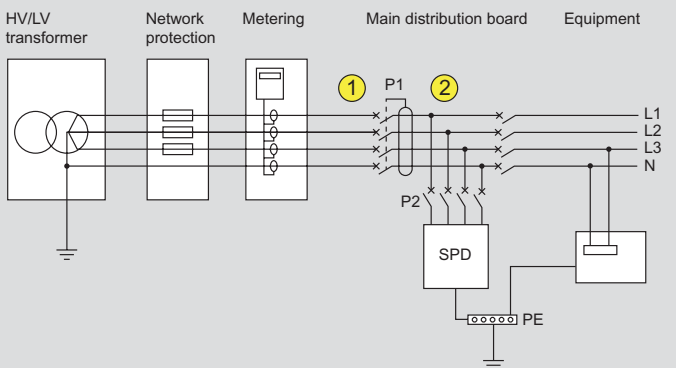 HV/LV
transformer
Network
protection
Metering
Main distribution board
Equipment
1
P1
2
L1
L2
L3
N
P2
SPD
PE